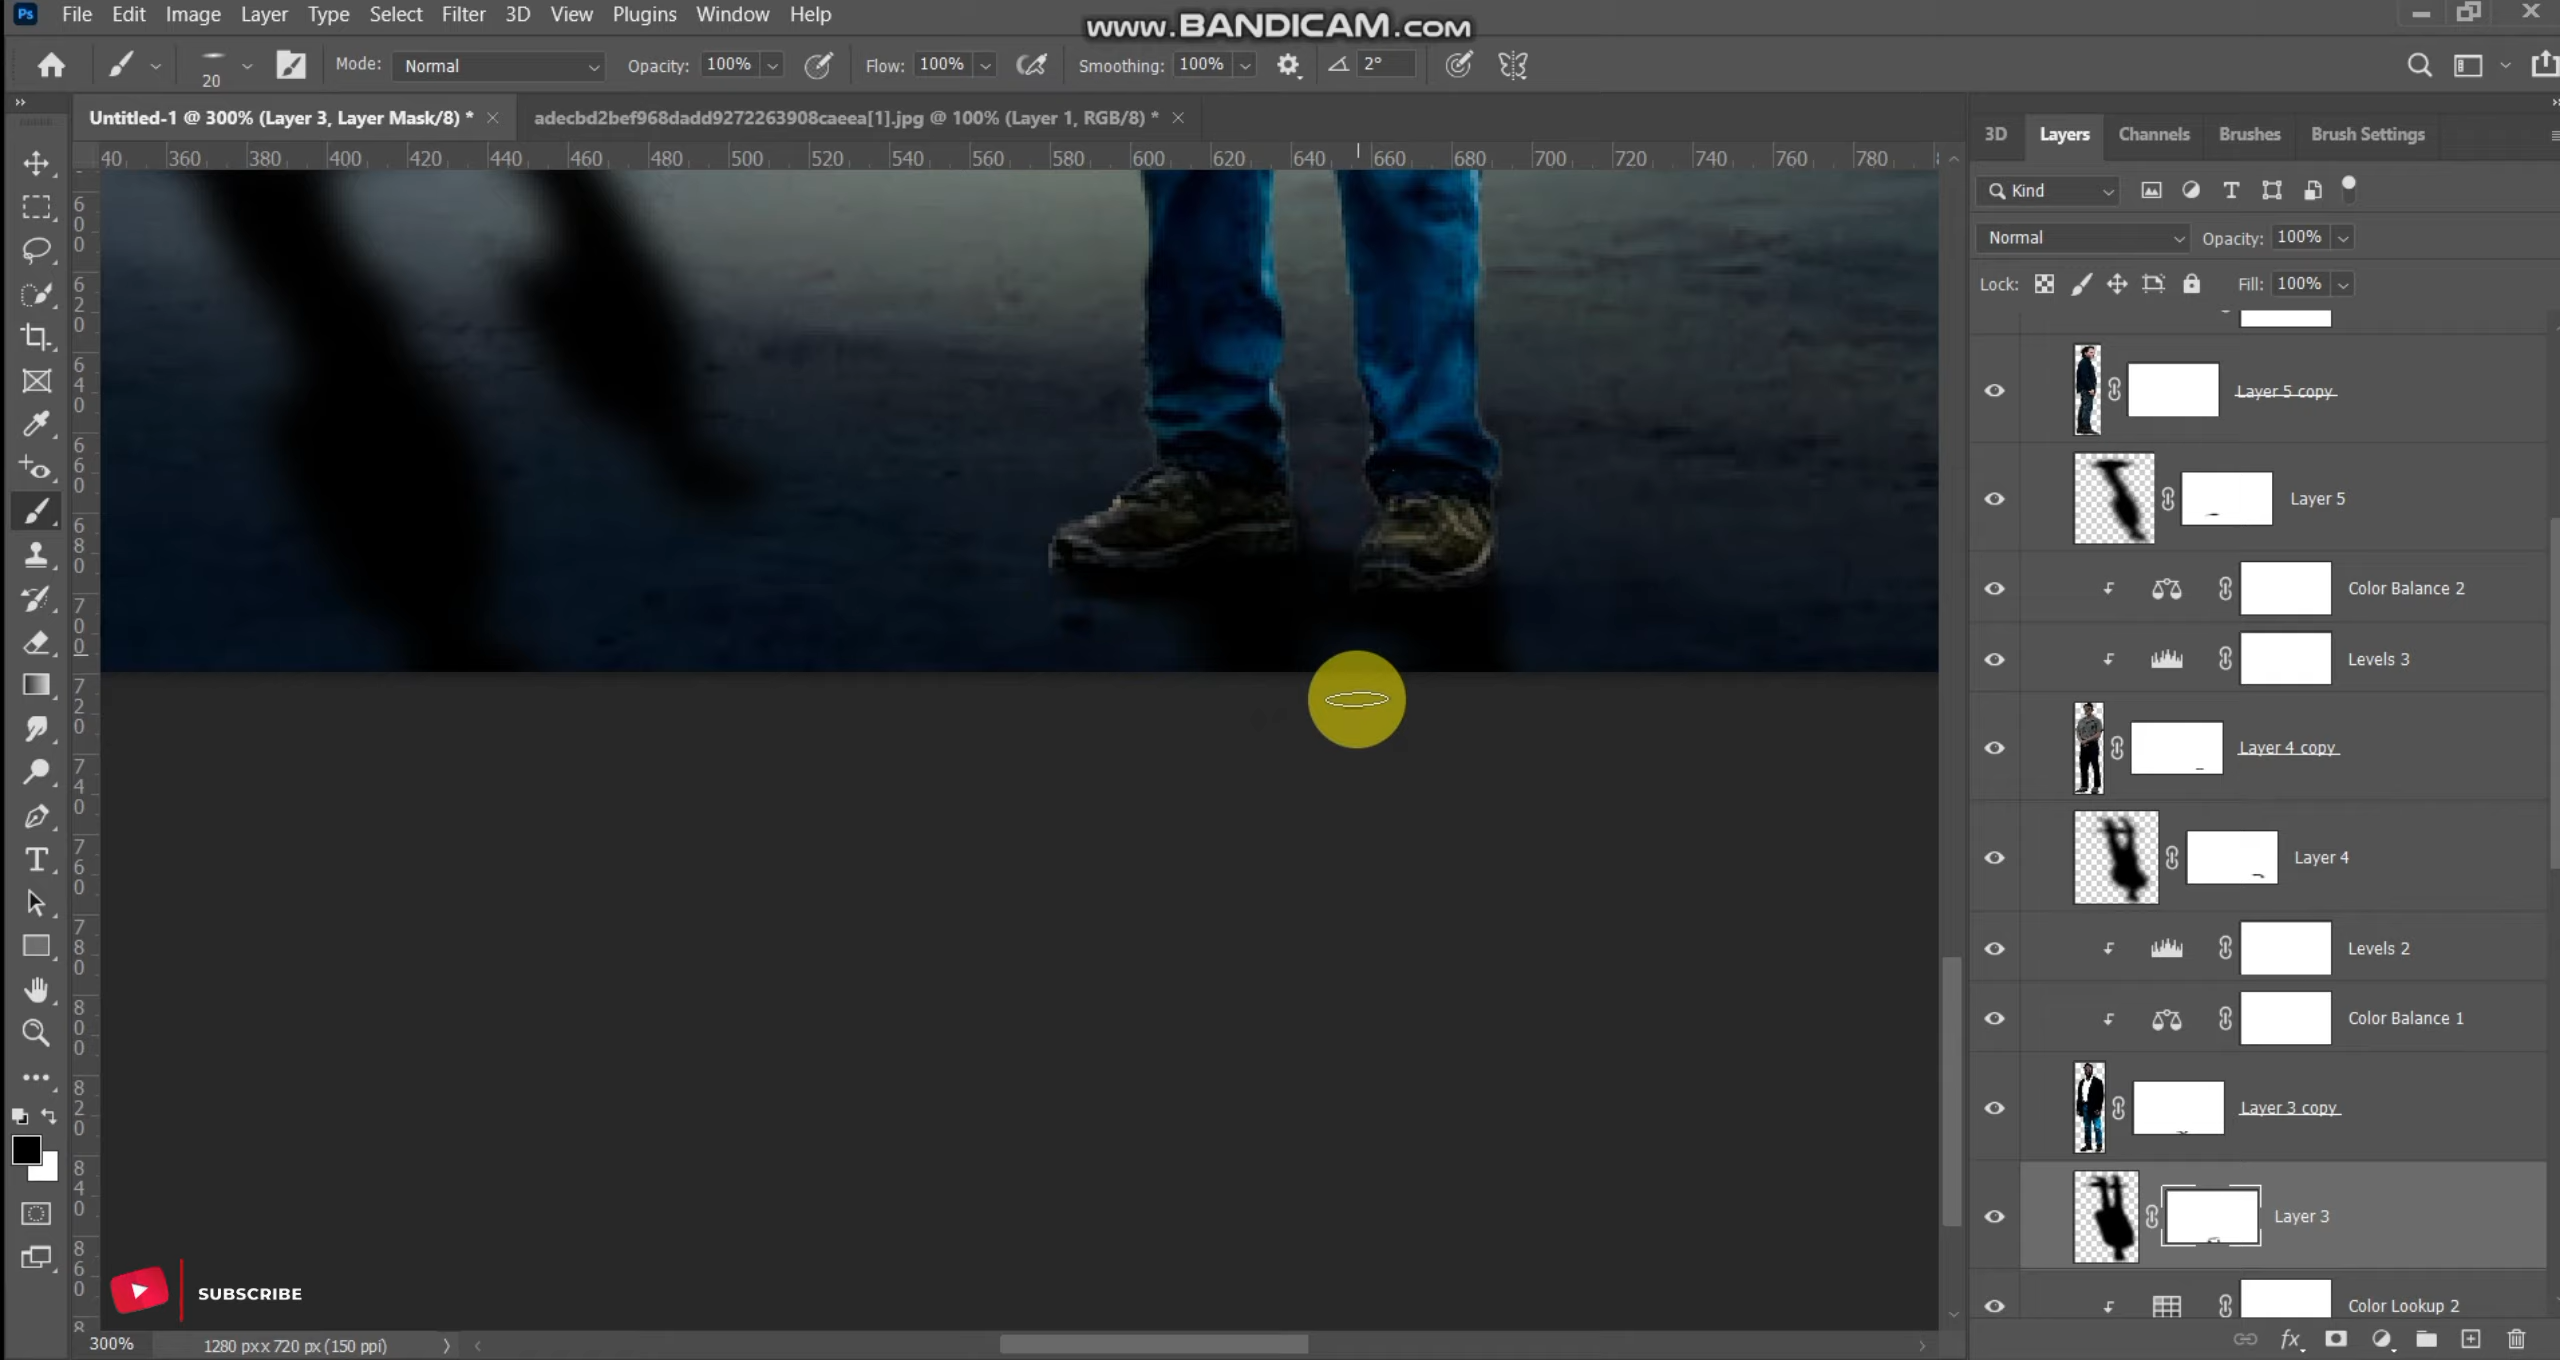 Ps File Edit Image Layer Type Select Filter 3D View Plugins Window Help
www.BANDICAM.com
20 Mode: Normal Opacity: 100% Flow: 100% Smoothing: 100% 2°
Untitled-1 @ 300% (Layer 3, Layer Mask/8) * adecbd2bef968dadd9272263908caeea[1].jpg @ 100% (Layer 1, RGB/8) *
40 360 380 400 420 440 460 480 500 520 540 560 580 600 620 640 660 680 700 720 740 760 780
600
620
640
660
680
700
720
740
760
780
800
820
840
860
8
3D Layers Channels Brushes Brush Settings
Kind
Normal Opacity: 100%
Lock: Fill: 100%
Layer 5 copy
Layer 5
Color Balance 2
Levels 3
Layer 4 copy
Layer 4
Levels 2
Color Balance 1
Layer 3 copy
Layer 3
Color Lookup 2
SUBSCRIBE
300% 1280 px x 720 px (150 ppi)
fx